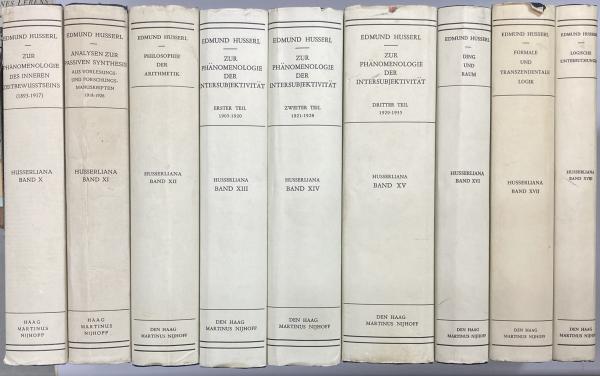 NES LEBENS
EDMUND HUSSERL
ZUR
PHÄNOMENOLOGIE
DES INNEREN
ZEITBEWUSSTSEINS
(1893-1917)
HUSSERLIANA
BAND X
HAAG
MARTINUS
NIJHOFF
EDMUND HUSSERL
ANALYSEN ZUR
PASSIVEN SYNTHESIS
AUS VORLESUNGS-
UND FORSCHUNGS-
MANUSKRIPTEN
1918-1926
HUSSERLIANA
BAND XI
HAAG
MARTINUS
NIJHOFF
EDMUND HUSSERL
PHILOSOPHIE
DER
ARITHMETIK
HUSSERLIANA
BAND XII
DEN HAAG
MARTINUS NIJHOFF
EDMUND HUSSERL
ZUR
PHÄNOMENOLOGIE
DER
INTERSUBJEKTIVITÄT
ERSTER TEIL
1905-1920
HUSSERLIANA
BAND XIII
DEN HAAG
MARTINUS NIJHOFF
EDMUND HUSSERL
ZUR
PHÄNOMENOLOGIE
DER
INTERSUBJEKTIVITÄT
ZWEITER TEIL
1921-1928
HUSSERLIANA
BAND XIV
DEN HAAG
MARTINUS NIJHOFF
EDMUND HUSSERL
ZUR
PHÄNOMENOLOGIE
DER
INTERSUBJEKTIVITÄT
DRITTER TEIL
1929-1935
HUSSERLIANA
BAND XV
DEN HAAG
MARTINUS NIJHOFF
EDMUND HUSSERL
DING
UND
RAUM
HUSSERLIANA
BAND XVI
DEN HAAG
MARTINUS NIJHOFF
EDMUND HUSSERL
FORMALE
UND
TRANSZENDENTALE
LOGIK
HUSSERLIANA
BAND XVII
DEN HAAG
MARTINUS NIJHOFF
EDMUND HUSSERL
LOGISCHE
UNTERSUCHUNGEN
HUSSERLIANA
BAND XVIII
DEN HAAG
MARTINUS NIJHOFF